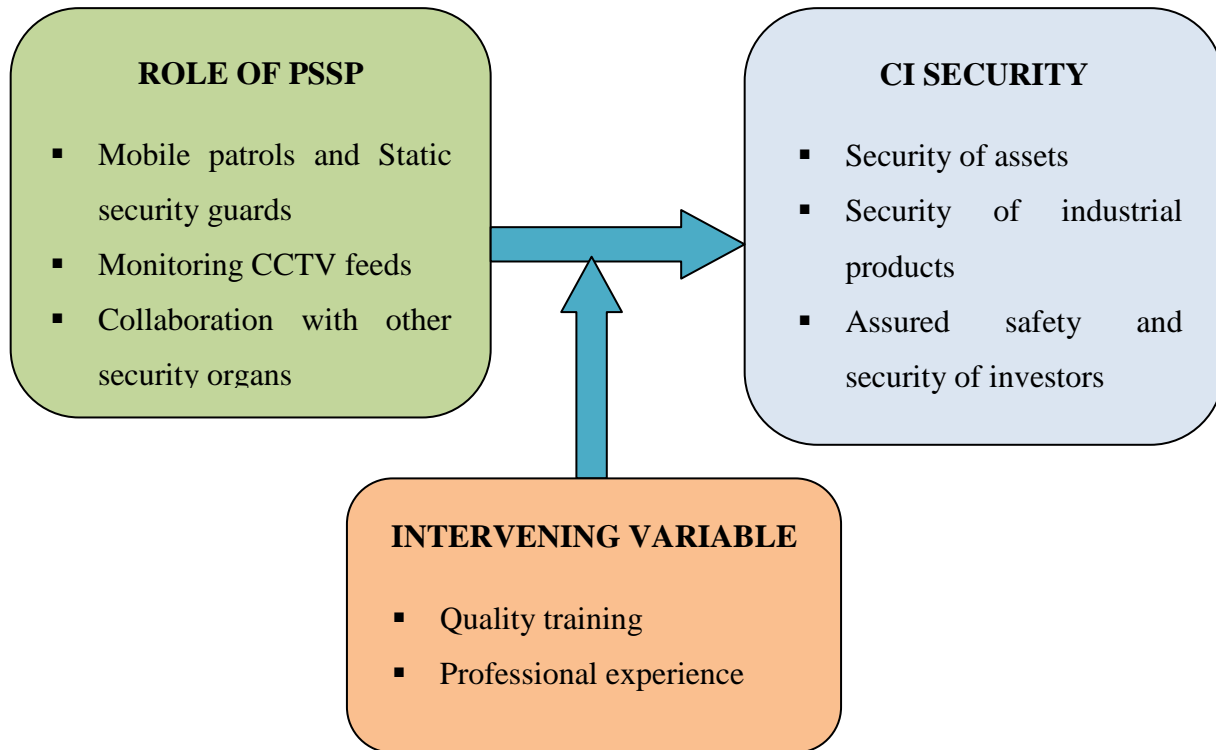 ROLE OF PSSP
▪ Mobile patrols and Static
security guards
▪ Monitoring CCTV feeds
▪ Collaboration with other
security organs
CI SECURITY
▪ Security of assets
▪ Security of industrial
products
▪ Assured safety and
security of investors
INTERVENING VARIABLE
▪ Quality training
▪ Professional experience